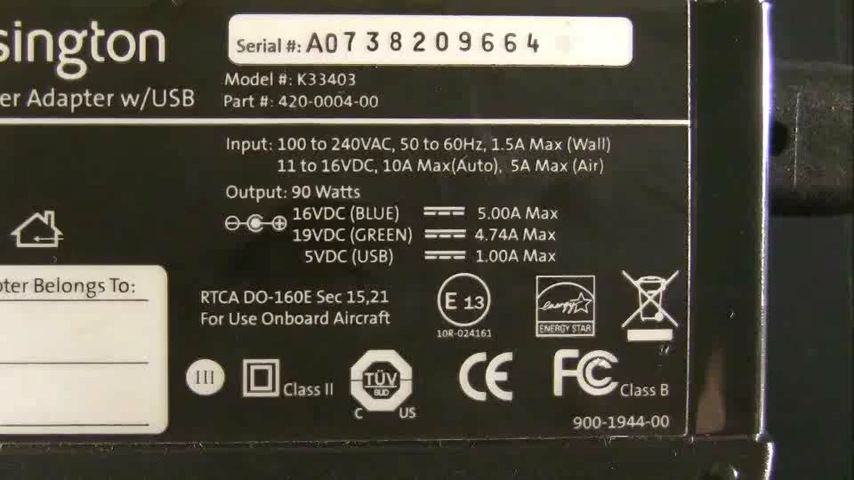 sington
er Adapter w/USB
Serial #: A0738209664
Model #: K33403
Part #: 420-0004-00
Input: 100 to 240VAC, 50 to 60Hz, 1.5A Max (Wall)
11 to 16VDC, 10A Max(Auto), 5A Max (Air)
Output: 90 Watts
16VDC (BLUE) 5.00A Max
19VDC (GREEN) 4.74A Max
5VDC (USB) 1.00A Max
pter Belongs To:
RTCA DO-160E Sec 15,21
For Use Onboard Aircraft
E 13
10R-024161
energy
ENERGY STAR
III
Class II
TÜV
SÜD
C US
CE
FC
Class B
900-1944-00